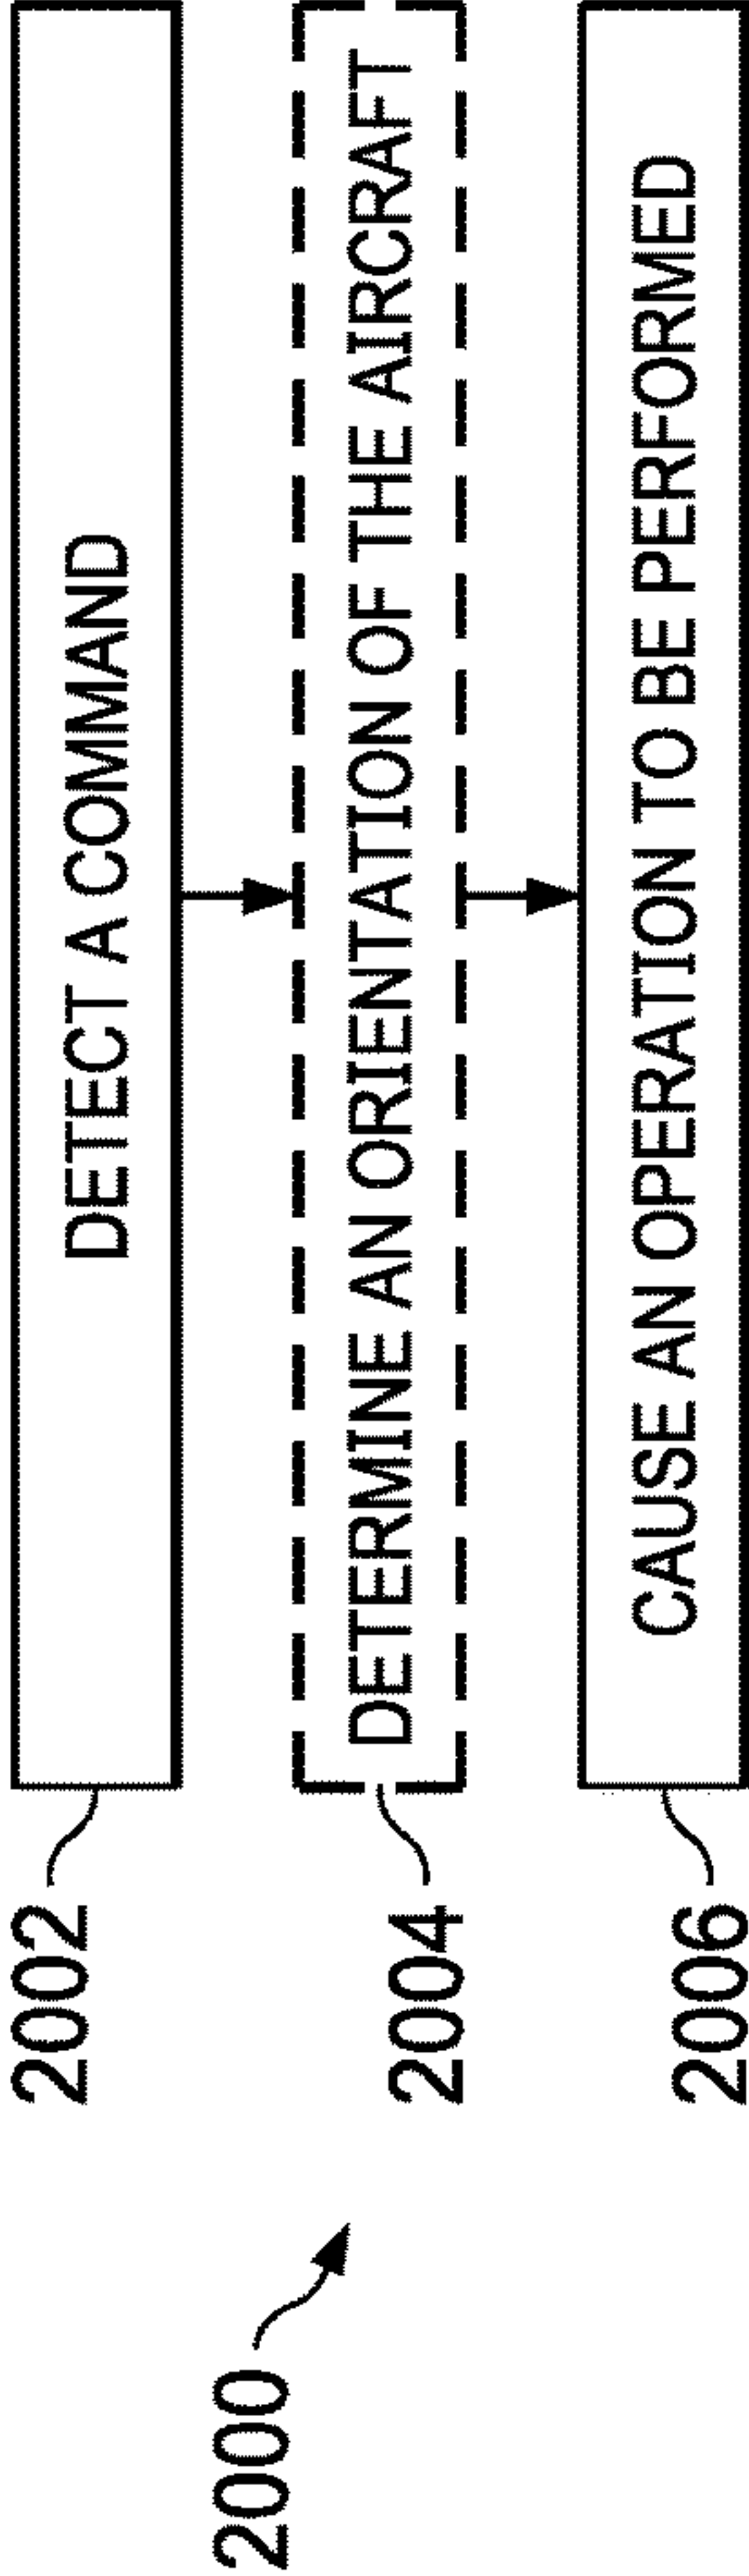 2000
2002
DETECT A COMMAND
2004
DETERMINE AN ORIENTATION OF THE AIRCRAFT
2006
CAUSE AN OPERATION TO BE PERFORMED